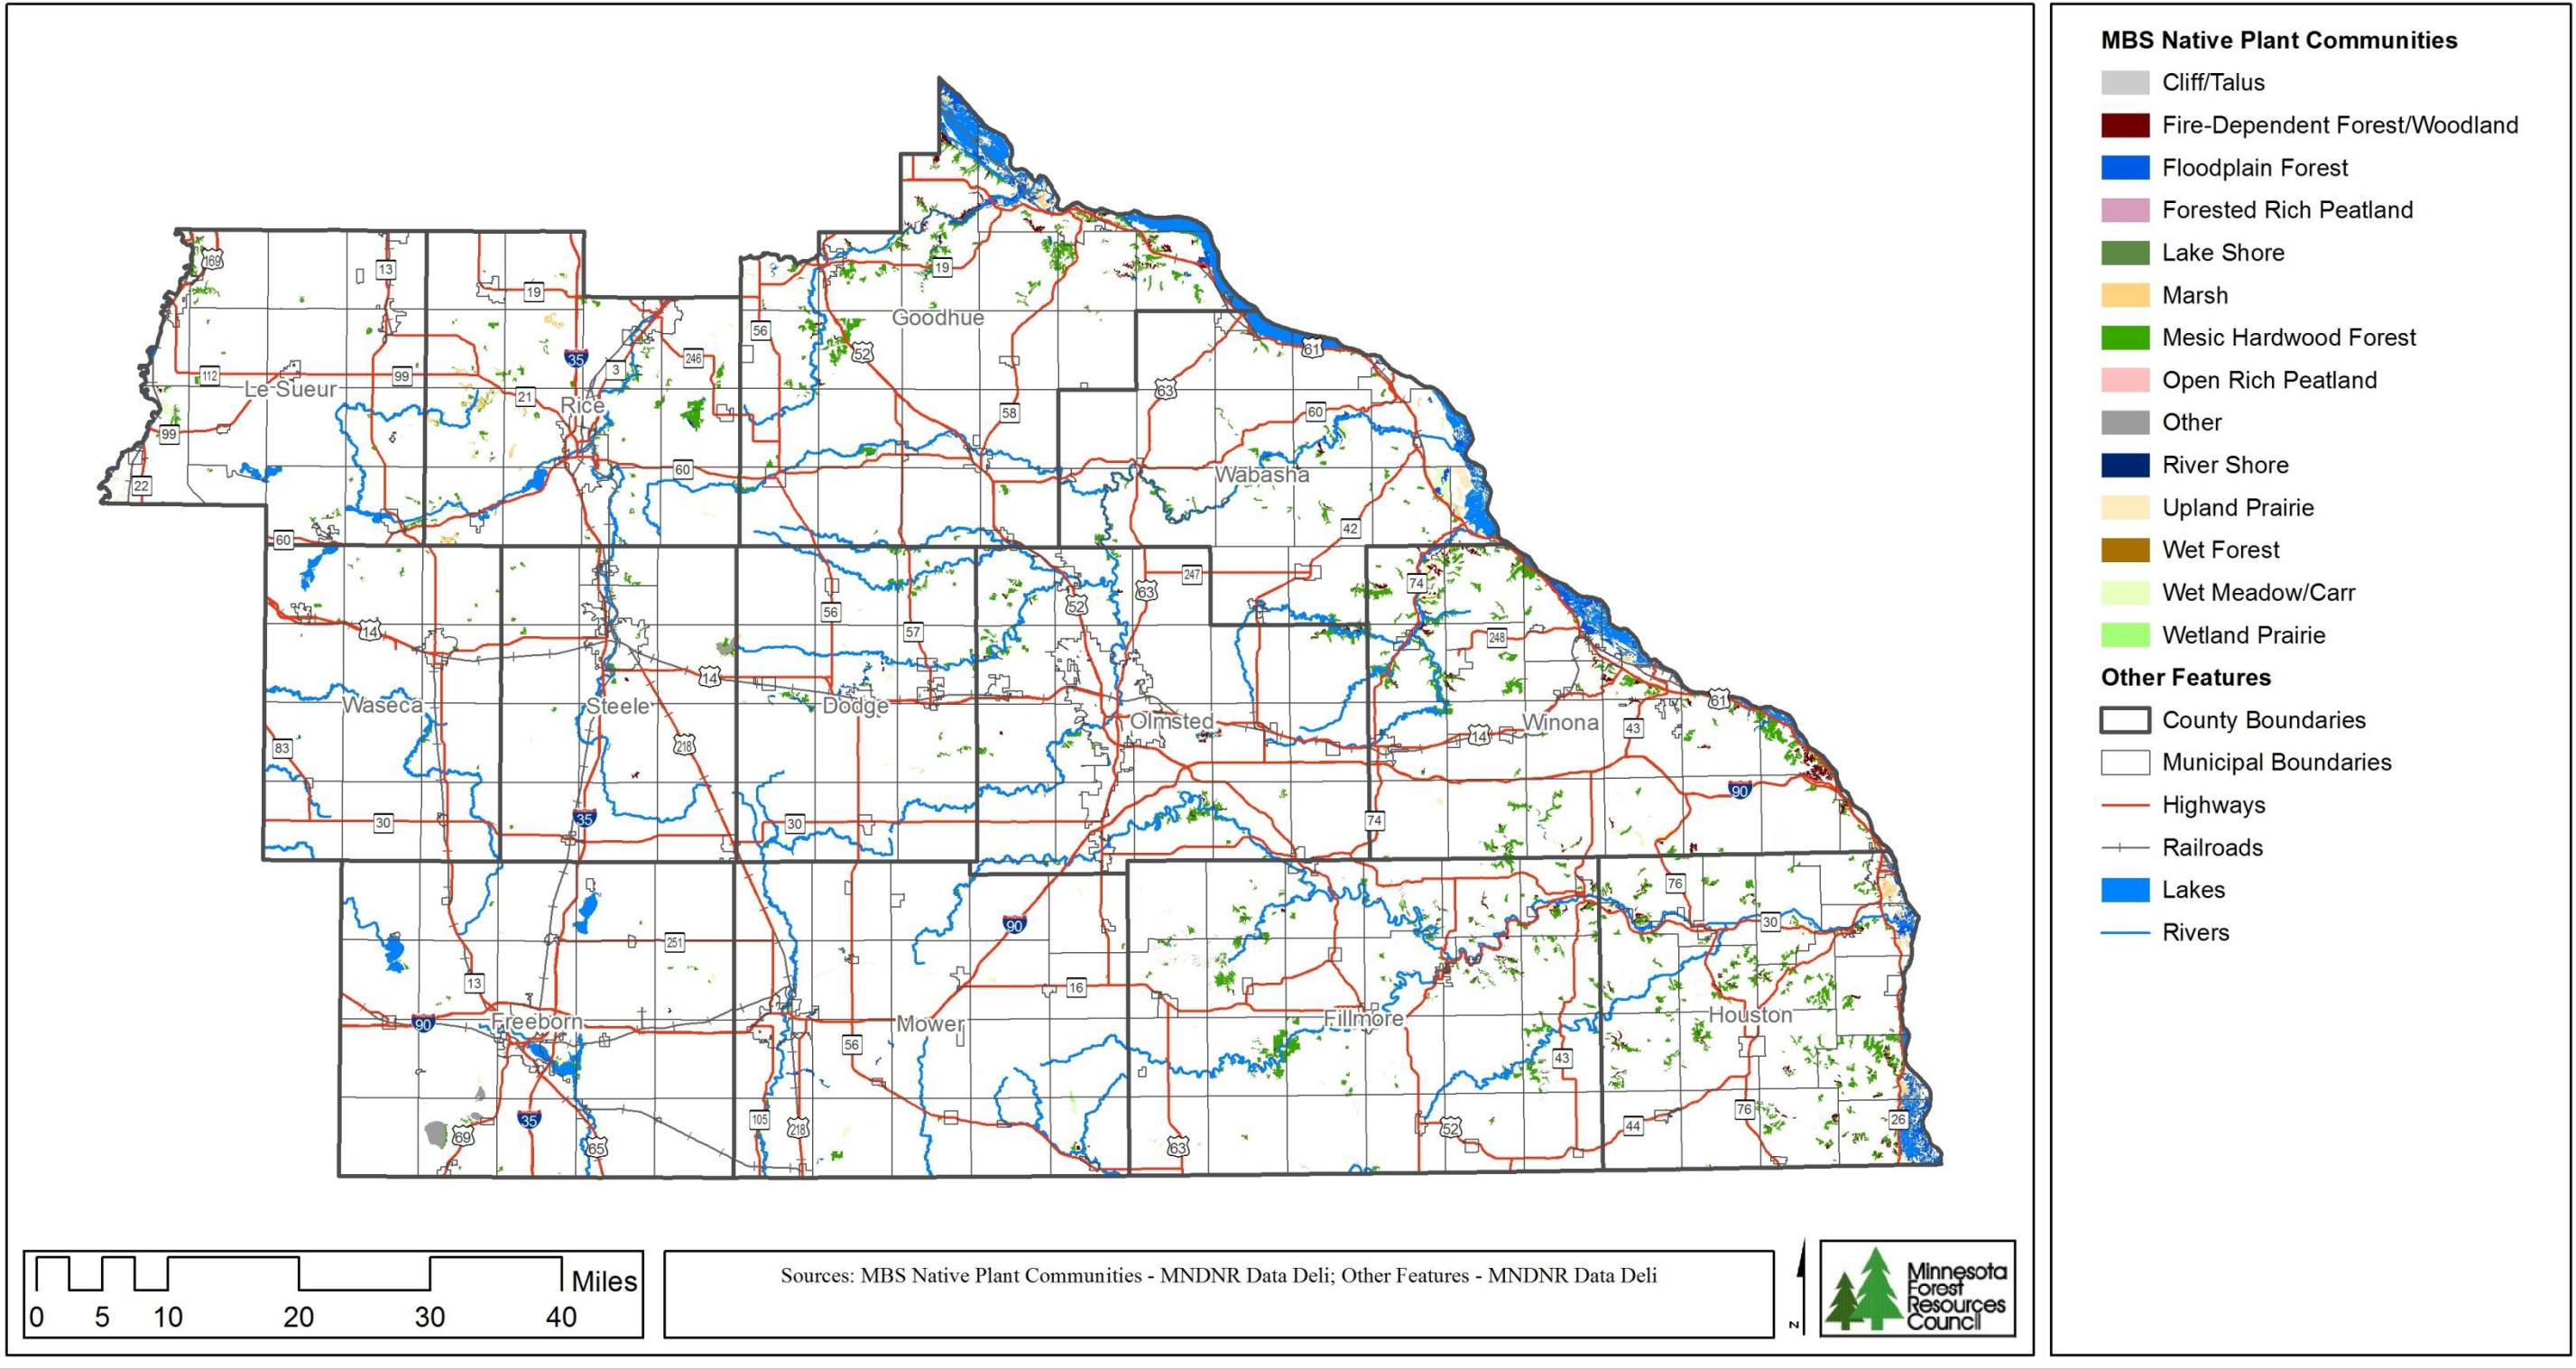 169
13
19
19
Goodhue
56
52
35
3
246
61
112
99
Le Sueur
21
Rice
63
58
60
99
60
Wabasha
22
42
60
74
247
63
52
56
57
14
248
14
Waseca
Steele
Dodge
Olmsted
Winona
61
43
14
83
218
90
30
35
30
74
76
30
90
251
13
16
90
Freeborn
Mower
Fillmore
Houston
56
43
105
218
69
35
65
63
52
44
76
26
Miles
0 5 10 20 30 40
Sources: MBS Native Plant Communities - MNDNR Data Deli; Other Features - MNDNR Data Deli
N
Minnesota
Forest
Resources
Council
MBS Native Plant Communities
Cliff/Talus
Fire-Dependent Forest/Woodland
Floodplain Forest
Forested Rich Peatland
Lake Shore
Marsh
Mesic Hardwood Forest
Open Rich Peatland
Other
River Shore
Upland Prairie
Wet Forest
Wet Meadow/Carr
Wetland Prairie
Other Features
County Boundaries
Municipal Boundaries
Highways
Railroads
Lakes
Rivers